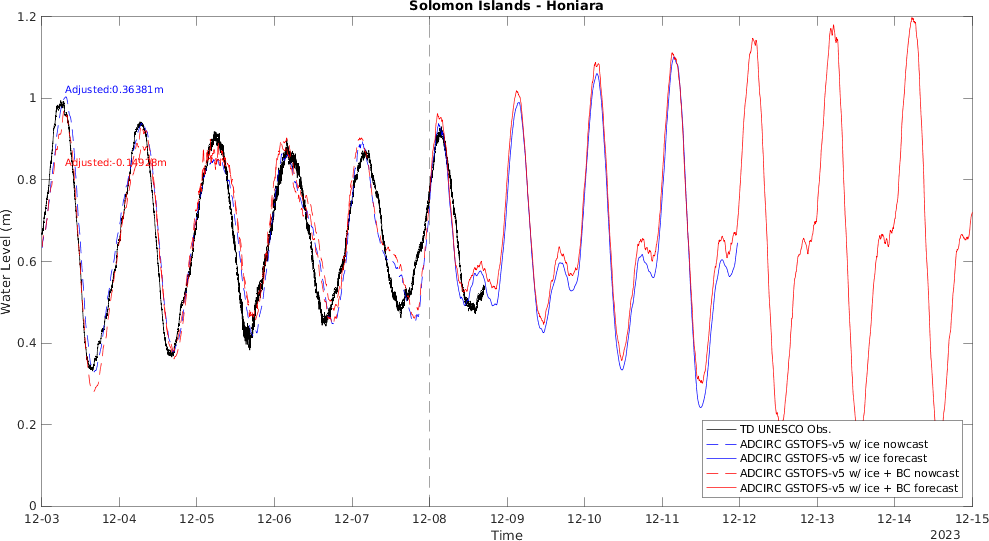 Solomon Islands - Honiara
1.2
1
0.8
0.6
0.4
0.2
0
Water Level (m)
Adjusted:0.36381m
Adjusted:-0.14928m
TD UNESCO Obs.
ADCIRC GSTOFS-v5 w/ ice nowcast
ADCIRC GSTOFS-v5 w/ ice forecast
ADCIRC GSTOFS-v5 w/ ice + BC nowcast
ADCIRC GSTOFS-v5 w/ ice + BC forecast
12-03 12-04 12-05 12-06 12-07 12-08 12-09 12-10 12-11 12-12 12-13 12-14 12-15
Time
2023